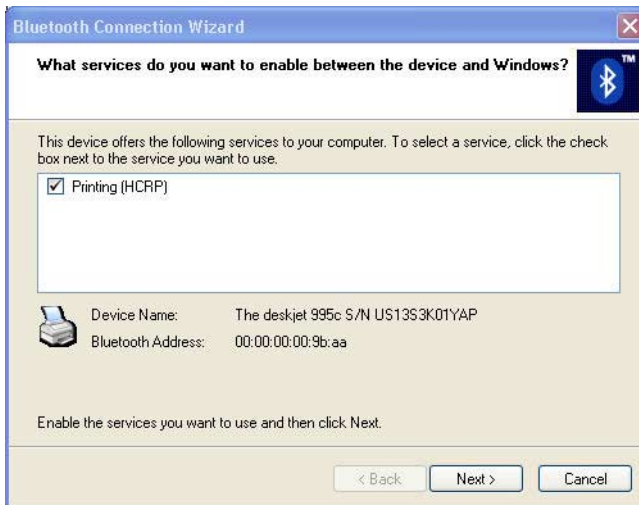 Bluetooth Connection Wizard
What services do you want to enable between the device and Windows?
TM
This device offers the following services to your computer. To select a service, click the check
box next to the service you want to use.
Printing (HCRP)
Device Name: The deskjet 995c S/N US13S3K01YAP
Bluetooth Address: 00:00:00:00:9b:aa
Enable the services you want to use and then click Next.
< Back Next > Cancel